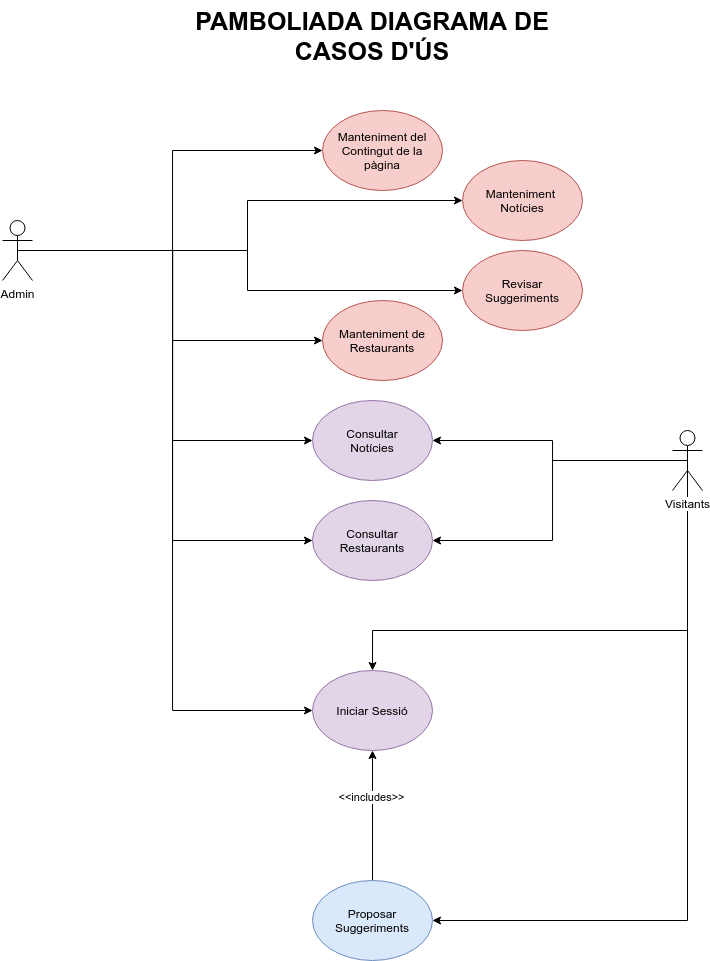 PAMBOLIADA DIAGRAMA DE
CASOS D'ÚS
Manteniment del
Contingut de la
pàgina
Manteniment
Notícies
Admin
Revisar
Suggeriments
Manteniment de
Restaurants
Consultar
Notícies
Visitants
Consultar
Restaurants
Iniciar Sessió
<<includes>>
Proposar
Suggeriments